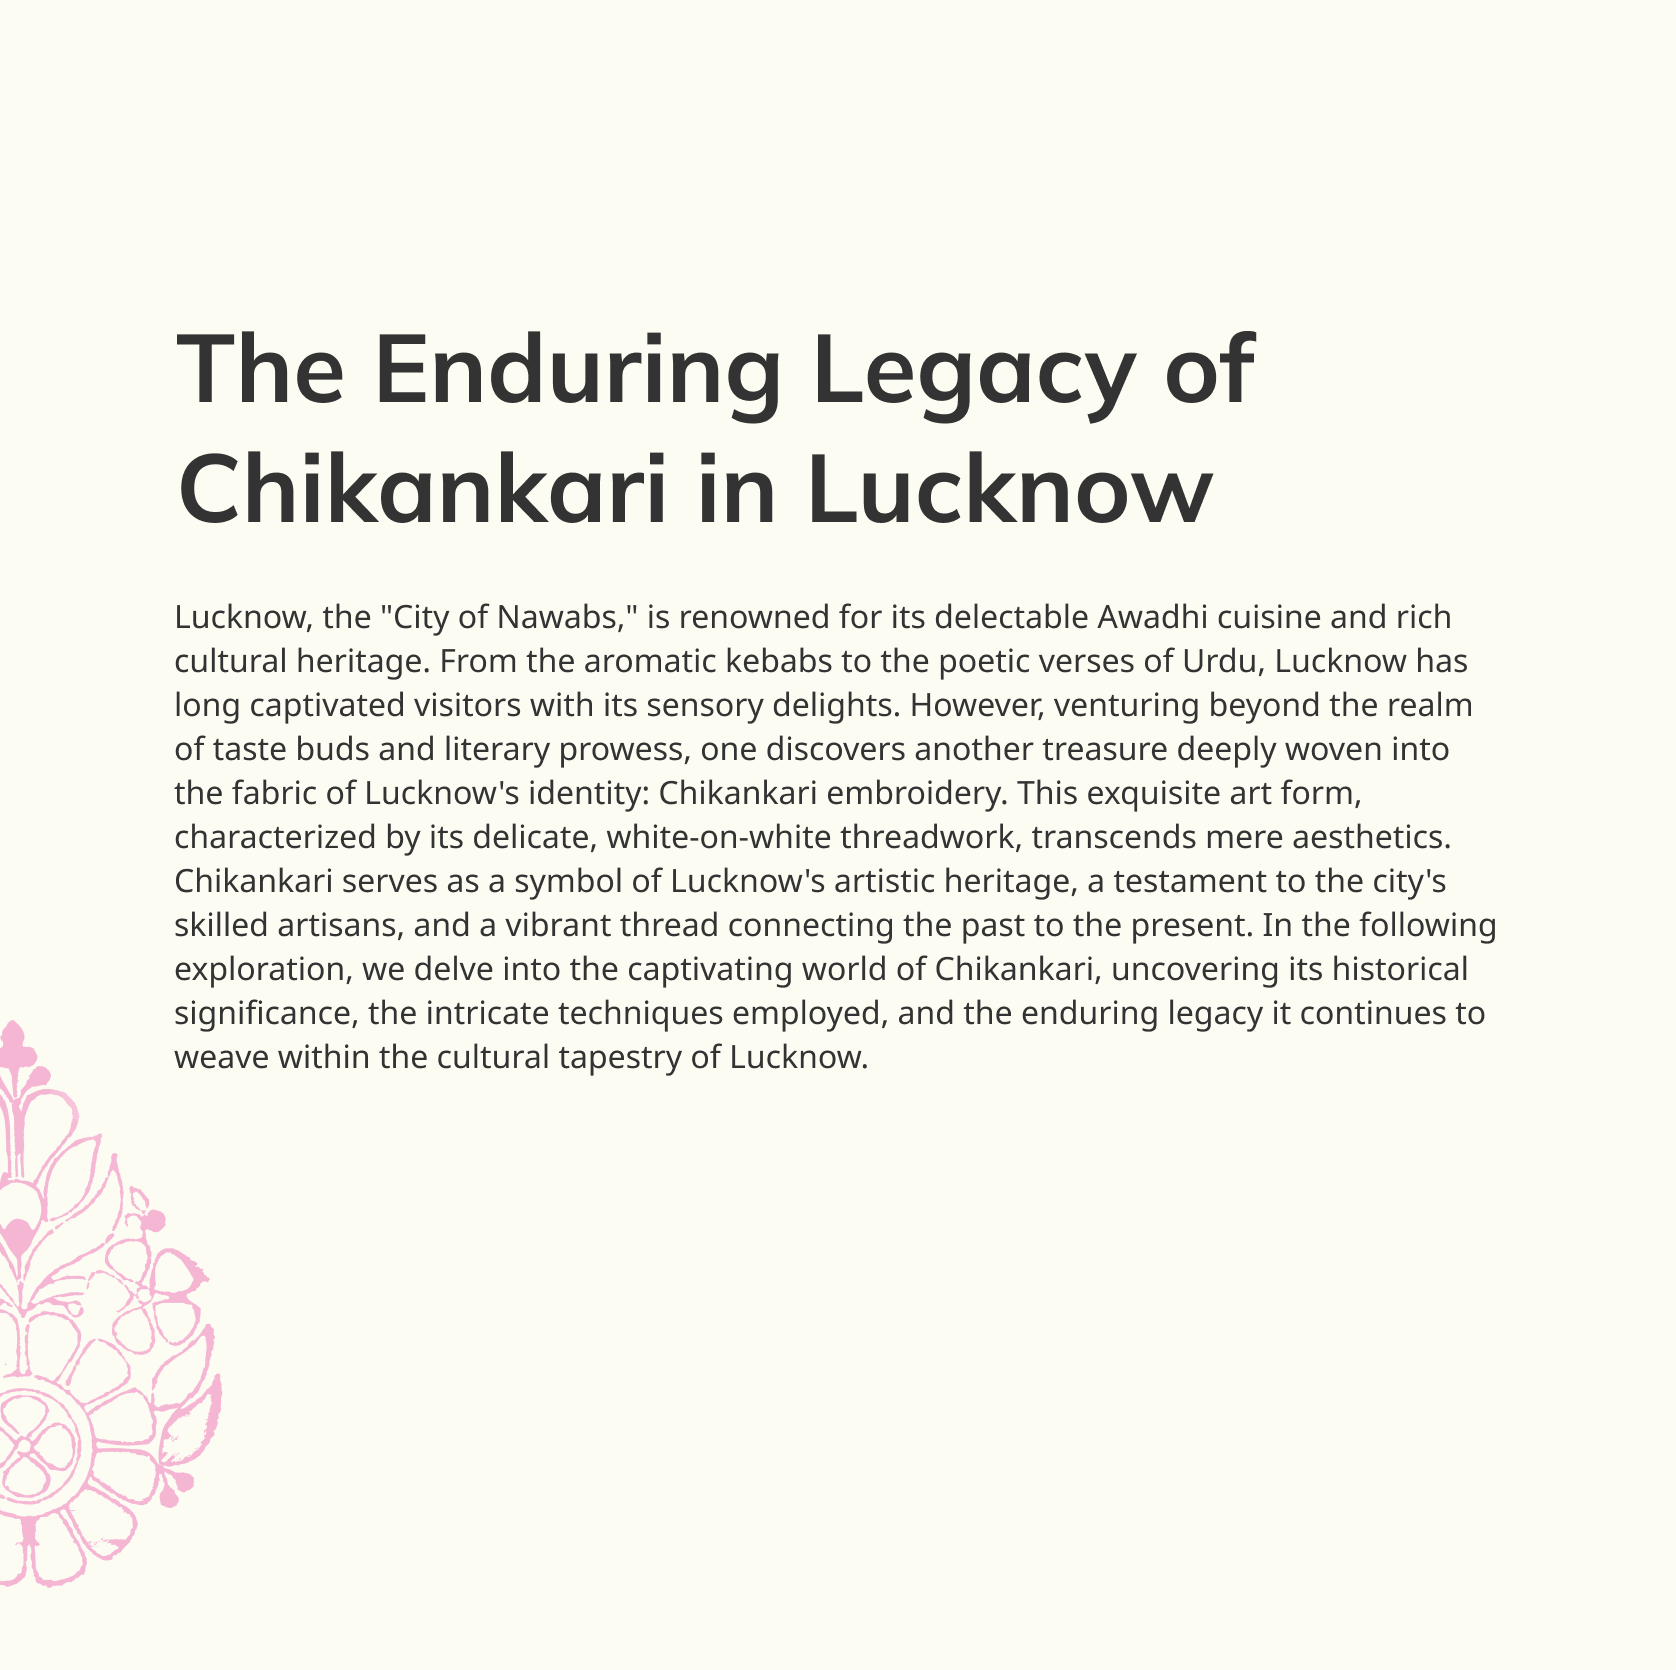 The Enduring Legacy of
Chikankari in Lucknow
Lucknow, the "City of Nawabs," is renowned for its delectable Awadhi cuisine and rich
cultural heritage. From the aromatic kebabs to the poetic verses of Urdu, Lucknow has
long captivated visitors with its sensory delights. However, venturing beyond the realm
of taste buds and literary prowess, one discovers another treasure deeply woven into
the fabric of Lucknow's identity: Chikankari embroidery. This exquisite art form,
characterized by its delicate, white-on-white threadwork, transcends mere aesthetics.
Chikankari serves as a symbol of Lucknow's artistic heritage, a testament to the city's
skilled artisans, and a vibrant thread connecting the past to the present. In the following
exploration, we delve into the captivating world of Chikankari, uncovering its historical
significance, the intricate techniques employed, and the enduring legacy it continues to
weave within the cultural tapestry of Lucknow.